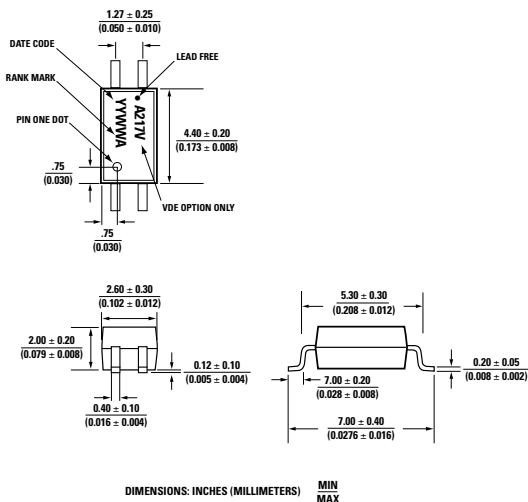 1.27 ± 0.25
(0.050 ± 0.010)
DATE CODE
LEAD FREE
RANK MARK
PIN ONE DOT
A217V
YYWWA
4.40 ± 0.20
(0.173 ± 0.008)
.75
(0.030)
.75
(0.030)
VDE OPTION ONLY
2.60 ± 0.30
(0.102 ± 0.012)
2.00 ± 0.20
(0.079 ± 0.008)
0.12 ± 0.10
(0.005 ± 0.004)
0.40 ± 0.10
(0.016 ± 0.004)
5.30 ± 0.30
(0.208 ± 0.012)
0.20 ± 0.05
(0.008 ± 0.002)
7.00 ± 0.20
(0.028 ± 0.008)
7.00 ± 0.40
(0.0276 ± 0.016)
DIMENSIONS: INCHES (MILLIMETERS) MIN
MAX